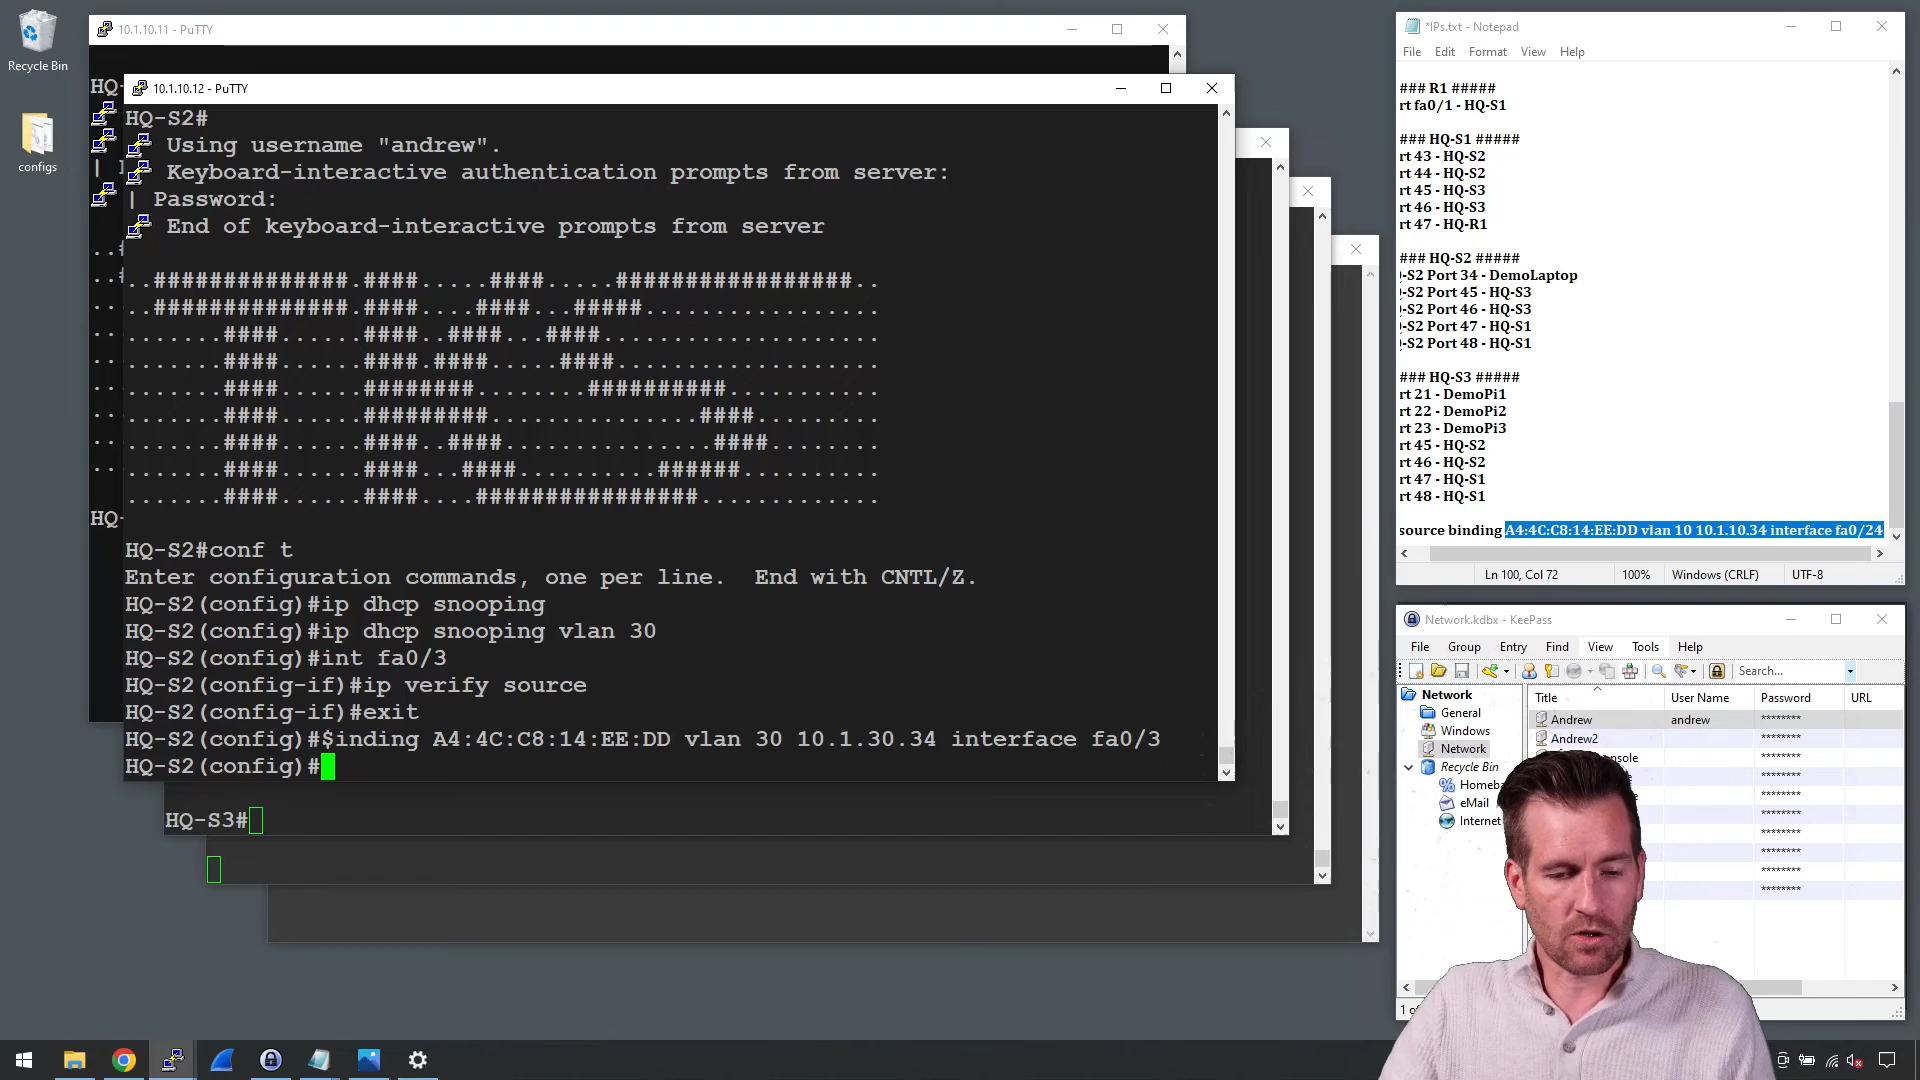 Recycle Bin
configs
10.1.10.11 - PuTTY
HQ-
HQ-
10.1.10.12 - PuTTY
HQ-S2#
Using username "andrew".
Keyboard-interactive authentication prompts from server:
| Password:
End of keyboard-interactive prompts from server
..##############.####.....####.....#################..
..##############.####....####...#####.................
.......####......####..####...####....................
.......####......####.####.....####...................
.......####......########........##########...........
.......####......#########...............####.........
.......####......####..####...............####........
.......####......####...####..........######..........
.......####......####....################.............
HQ-S2#conf t
Enter configuration commands, one per line.  End with CNTL/Z.
HQ-S2(config)#ip dhcp snooping
HQ-S2(config)#ip dhcp snooping vlan 30
HQ-S2(config)#int fa0/3
HQ-S2(config-if)#ip verify source
HQ-S2(config-if)#exit
HQ-S2(config)#$inding A4:4C:C8:14:EE:DD vlan 30 10.1.30.34 interface fa0/3
HQ-S2(config)#
HQ-S3#
*IPs.txt - Notepad
File Edit Format View Help
### R1 #####
rt fa0/1 - HQ-S1
### HQ-S1 #####
rt 43 - HQ-S2
rt 44 - HQ-S2
rt 45 - HQ-S3
rt 46 - HQ-S3
rt 47 - HQ-R1
### HQ-S2 #####
-S2 Port 34 - DemoLaptop
-S2 Port 45 - HQ-S3
-S2 Port 46 - HQ-S3
-S2 Port 47 - HQ-S1
-S2 Port 48 - HQ-S1
### HQ-S3 #####
rt 21 - DemoPi1
rt 22 - DemoPi2
rt 23 - DemoPi3
rt 45 - HQ-S2
rt 46 - HQ-S2
rt 47 - HQ-S1
rt 48 - HQ-S1
source binding A4:4C:C8:14:EE:DD vlan 10 10.1.10.34 interface fa0/24
Ln 100, Col 72 100% Windows (CRLF) UTF-8
Network.kdbx - KeePass
File Group Entry Find View Tools Help
Search...
Network
General
Windows
Network
Recycle Bin
Homeba
eMail
Internet
Title User Name Password URL
Andrew andrew ********
Andrew2 ********
nsole ********
********
********
********
********
********
********
********